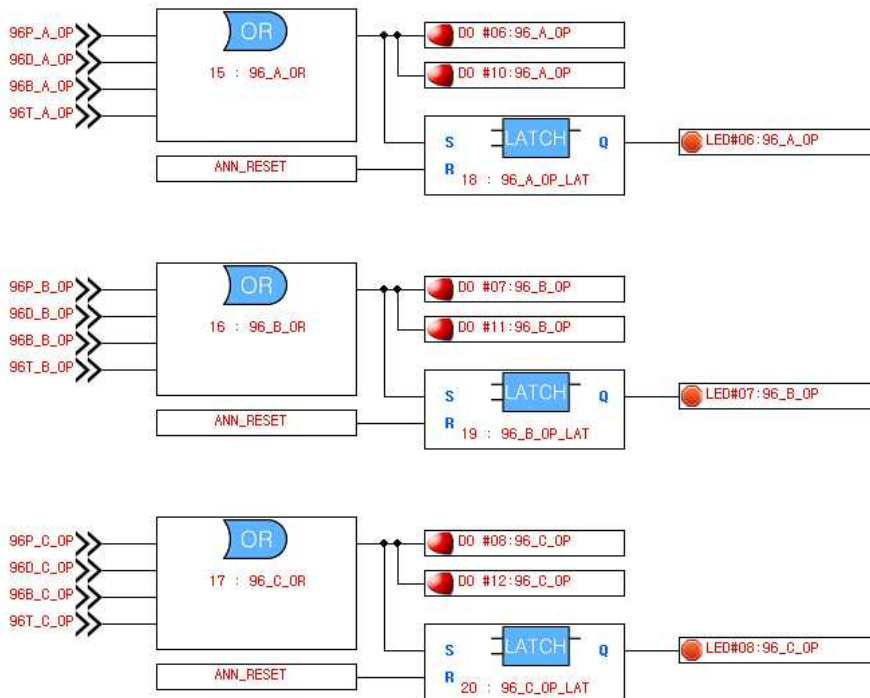 96P_A_OP
96D_A_OP
96B_A_OP
96T_A_OP
OR
15 : 96_A_OR
DO #06:96_A_OP
DO #10:96_A_OP
ANN_RESET
S
LATCH
Q
R
18 : 96_A_OP_LAT
LED#06:96_A_OP
96P_B_OP
96D_B_OP
96B_B_OP
96T_B_OP
OR
16 : 96_B_OR
DO #07:96_B_OP
DO #11:96_B_OP
ANN_RESET
S
LATCH
Q
R
19 : 96_B_OP_LAT
LED#07:96_B_OP
96P_C_OP
96D_C_OP
96B_C_OP
96T_C_OP
OR
17 : 96_C_OR
DO #08:96_C_OP
DO #12:96_C_OP
ANN_RESET
S
LATCH
Q
R
20 : 96_C_OP_LAT
LED#08:96_C_OP